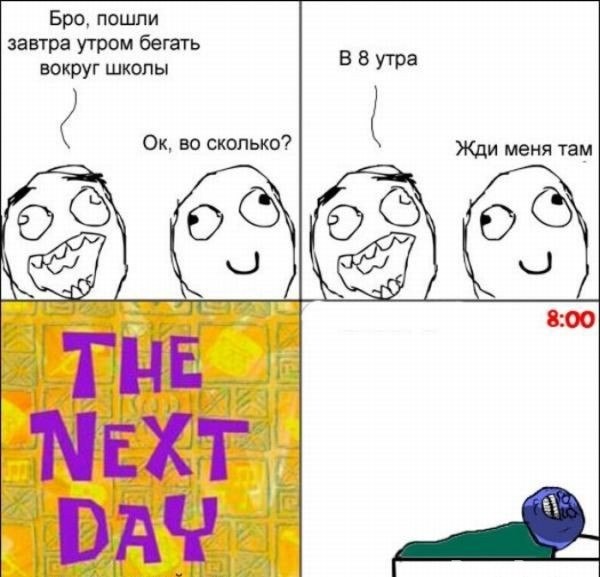 Бро, пошли
завтра утром бегать
вокруг школы
Ок, во сколько?
В 8 утра
Жди меня там
THE
NEXT
DAY
8:00